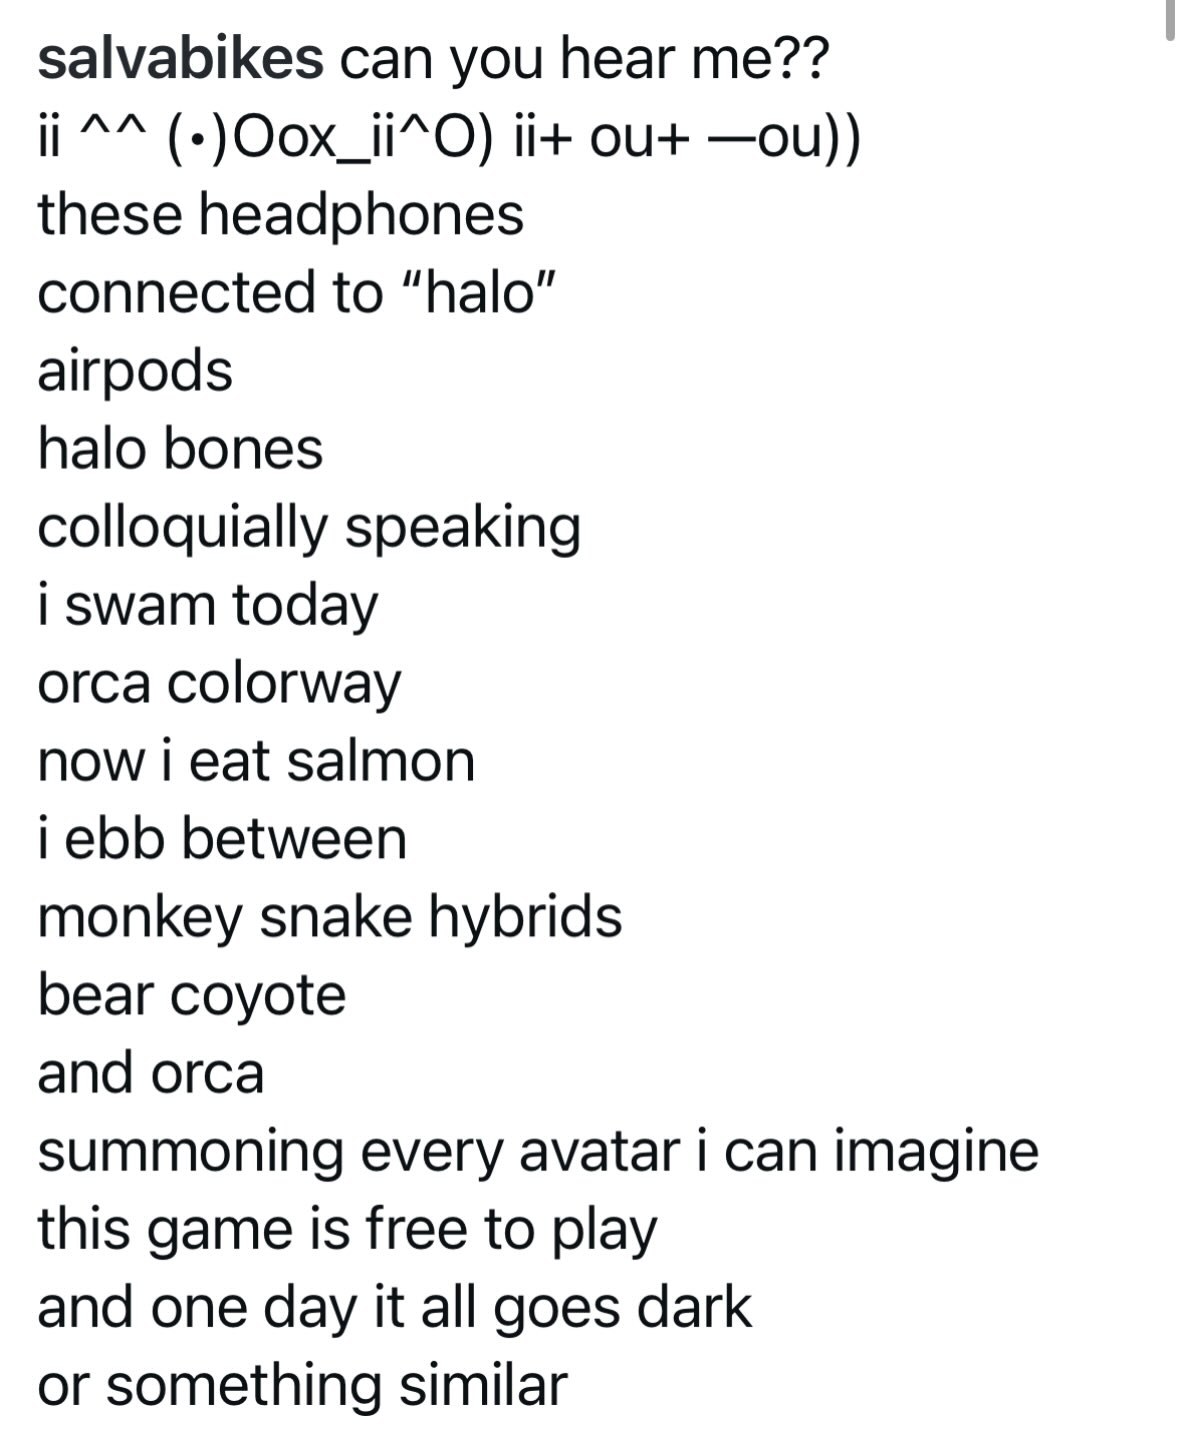 salvabikes can you hear me??
ii ^^ (•)Oox_ii^O) ii+ ou+ —ou))
these headphones
connected to “halo”
airpods
halo bones
colloquially speaking
i swam today
orca colorway
now i eat salmon
i ebb between
monkey snake hybrids
bear coyote
and orca
summoning every avatar i can imagine
this game is free to play
and one day it all goes dark
or something similar